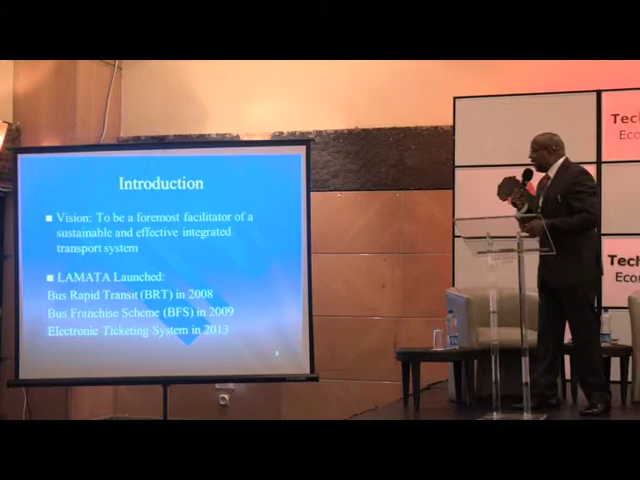 Introduction
Vision: To be a foremost facilitator of a
sustainable and effective integrated
transport system
LAMATA Launched:
Bus Rapid Transit (BRT) in 2008
Bus Franchise Scheme (BFS) in 2009
Electronic Ticketing System in 2013
Tech
Eco
Tech
Econo